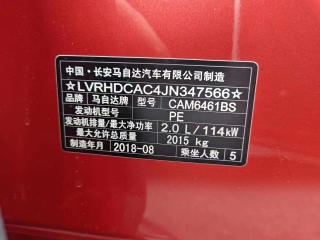 中国·长安马自达汽车有限公司制造
☆LVRHDCAC4JN347566☆
品牌 马自达牌 型号 CAM6461BS
发动机型号 PE
发动机排量/最大净功率 2.0 L/114kW
最大允许总质量 2015 kg
制造年月 2018-08 乘坐人数 5